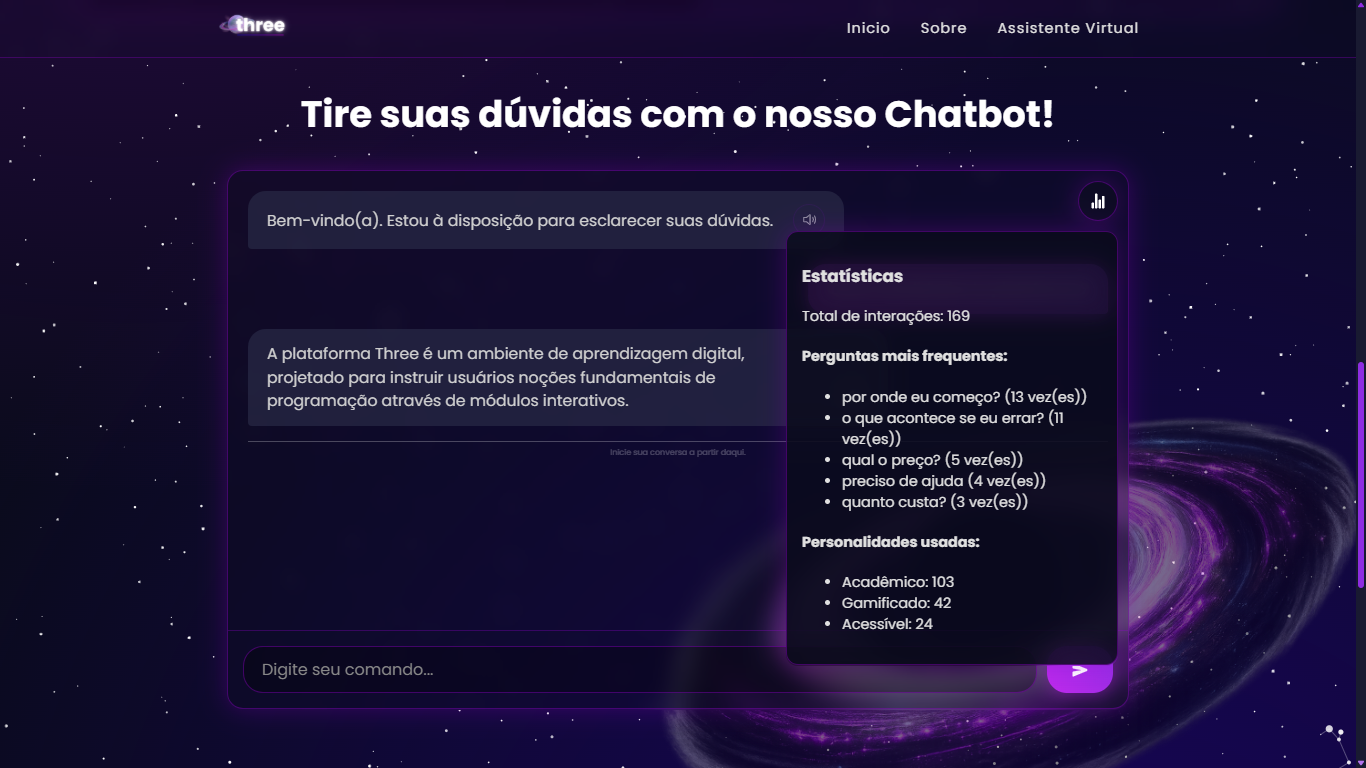 three
Inicio Sobre Assistente Virtual
Tire suas dúvidas com o nosso Chatbot!
Bem-vindo(a). Estou à disposição para esclarecer suas dúvidas.
A plataforma Three é um ambiente de aprendizagem digital,
projetado para instruir usuários noções fundamentais de
programação através de módulos interativos.
Inicie sua conversa a partir daqui.
Estatísticas
Total de interações: 169
Perguntas mais frequentes:
• por onde eu começo? (13 vez(es))
• o que acontece se eu errar? (11
vez(es))
• qual o preço? (5 vez(es))
• preciso de ajuda (4 vez(es))
• quanto custa? (3 vez(es))
Personalidades usadas:
• Acadêmico: 103
• Gamificado: 42
• Acessível: 24
Digite seu comando...